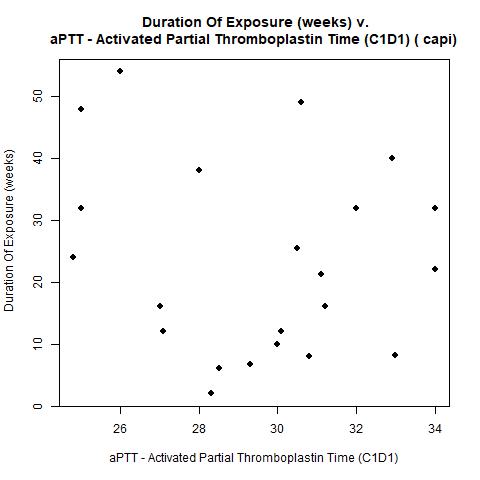 Duration Of Exposure (weeks) v.
aPTT - Activated Partial Thromboplastin Time (C1D1) ( capi)
Duration Of Exposure (weeks)
50
40
30
20
10
0
26 28 30 32 34
aPTT - Activated Partial Thromboplastin Time (C1D1)